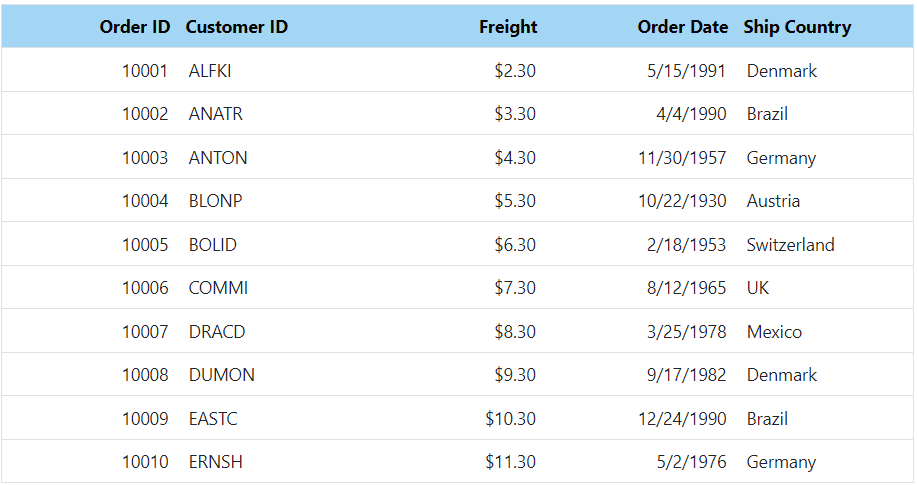 Order ID Customer ID Freight Order Date Ship Country
10001 ALFKI $2.30 5/15/1991 Denmark
10002 ANATR $3.30 4/4/1990 Brazil
10003 ANTON $4.30 11/30/1957 Germany
10004 BLONP $5.30 10/22/1930 Austria
10005 BOLID $6.30 2/18/1953 Switzerland
10006 COMMI $7.30 8/12/1965 UK
10007 DRACD $8.30 3/25/1978 Mexico
10008 DUMON $9.30 9/17/1982 Denmark
10009 EASTC $10.30 12/24/1990 Brazil
10010 ERNSH $11.30 5/2/1976 Germany